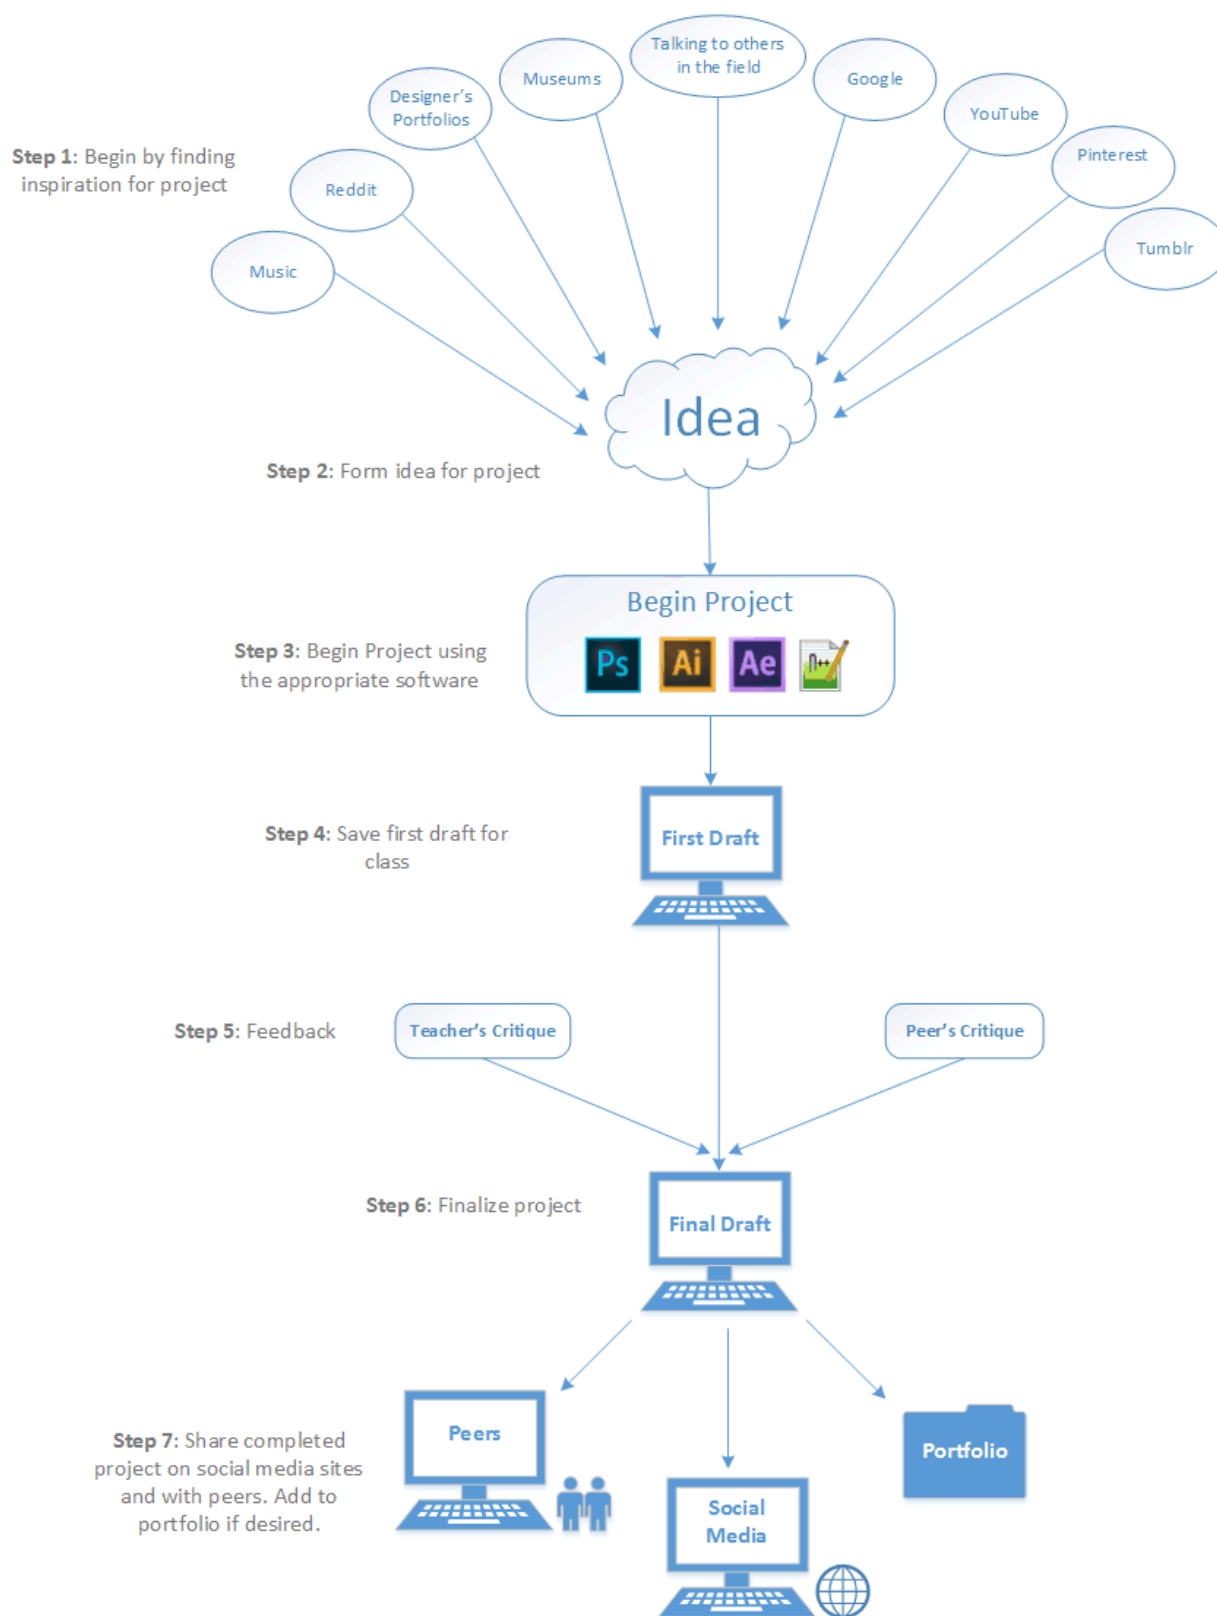 Talking to others
in the field
Museums
Google
Designer's
Portfolios
YouTube
Step 1: Begin by finding
inspiration for project
Pinterest
Reddit
Tumblr
Music
Idea
Step 2: Form idea for project
Begin Project
Step 3: Begin Project using
the appropriate software
Ps
Ai
Ae
n++
Step 4: Save first draft for
class
First Draft
Step 5: Feedback
Teacher's Critique
Peer's Critique
Step 6: Finalize project
Final Draft
Step 7: Share completed
project on social media sites
and with peers. Add to
portfolio if desired.
Peers
Portfolio
Social
Media